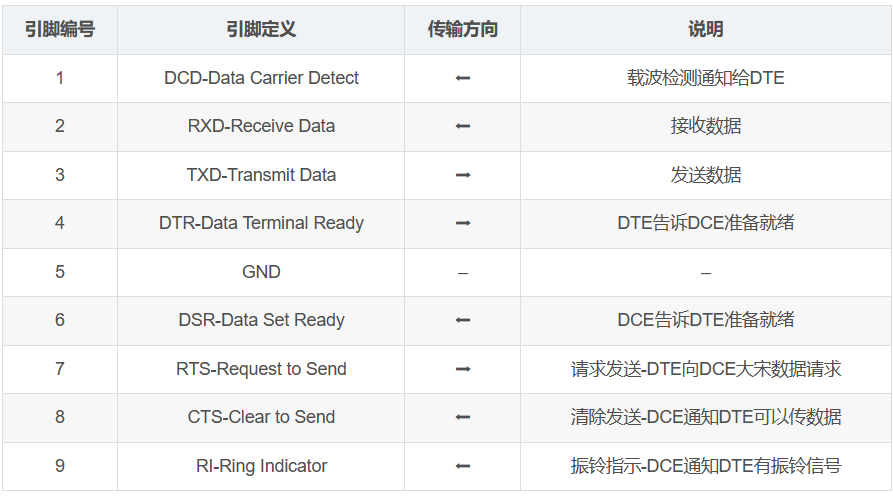 引脚编号 引脚定义 传输方向 说明
1 DCD-Data Carrier Detect ← 载波检测通知给DTE
2 RXD-Receive Data ← 接收数据
3 TXD-Transmit Data → 发送数据
4 DTR-Data Terminal Ready → DTE告诉DCE准备就绪
5 GND – –
6 DSR-Data Set Ready ← DCE告诉DTE准备就绪
7 RTS-Request to Send → 请求发送-DTE向DCE大宋数据请求
8 CTS-Clear to Send ← 清除发送-DCE通知DTE可以传数据
9 RI-Ring Indicator ← 振铃指示-DCE通知DTE有振铃信号